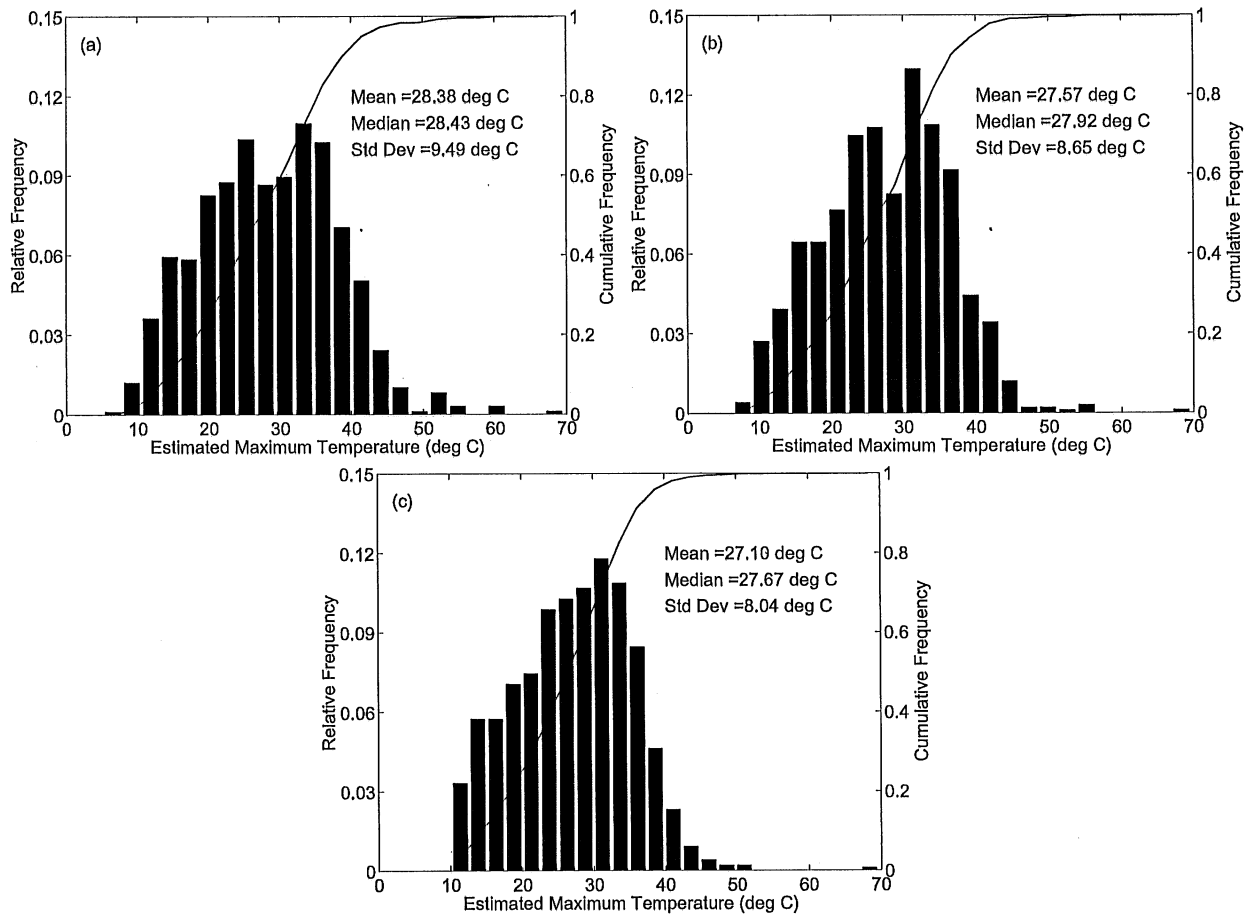 (a)
Mean =28.38 deg C
Median =28.43 deg C
Std Dev =9.49 deg C
Relative Frequency
0.15
0.12
0.09
0.06
0.03
0
Cumulative Frequency
1
0.8
0.6
0.4
0.2
0
0 10 20 30 40 50 60 70
Estimated Maximum Temperature (deg C)
(b)
Mean =27.57 deg C
Median =27.92 deg C
Std Dev =8.65 deg C
Relative Frequency
0.15
0.12
0.09
0.06
0.03
0
Cumulative Frequency
1
0.8
0.6
0.4
0.2
0
0 10 20 30 40 50 60 70
Estimated Maximum Temperature (deg C)
(c)
Mean =27.10 deg C
Median =27.67 deg C
Std Dev =8.04 deg C
Relative Frequency
0.15
0.12
0.09
0.06
0.03
0
Cumulative Frequency
1
0.8
0.6
0.4
0.2
0
0 10 20 30 40 50 60 70
Estimated Maximum Temperature (deg C)